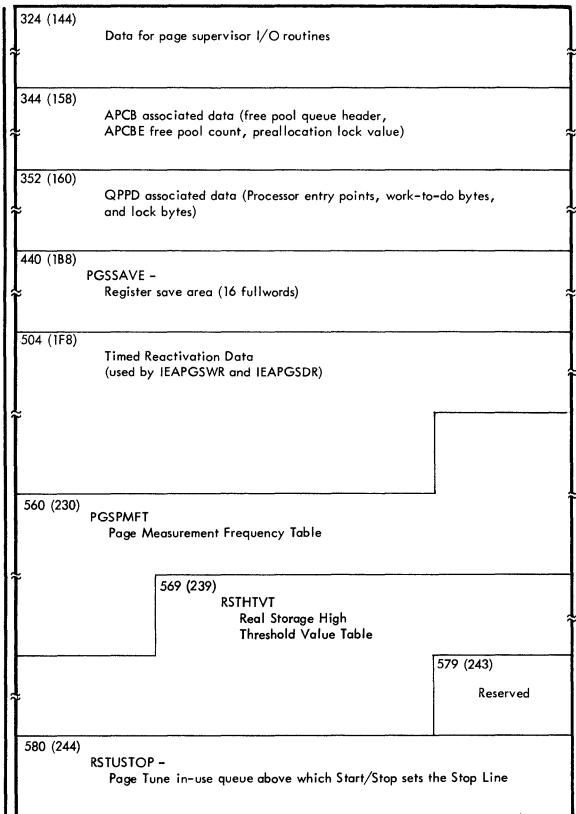 324 (144)
Data for page supervisor I/O routines
344 (158)
APCB associated data (free pool queue header,
APCBE free pool count, preallocation lock value)
352 (160)
QPPD associated data (Processor entry points, work-to-do bytes,
and lock bytes)
440 (1B8)
PGSSAVE -
Register save area (16 fullwords)
504 (1F8)
Timed Reactivation Data
(used by IEAPGSWR and IEAPGSDR)
560 (230)
PGSPMFT
Page Measurement Frequency Table
569 (239)
RSTHTVT
Real Storage High
Threshold Value Table
579 (243)
Reserved
580 (244)
RSTUSTOP -
Page Tune in-use queue above which Start/Stop sets the Stop Line